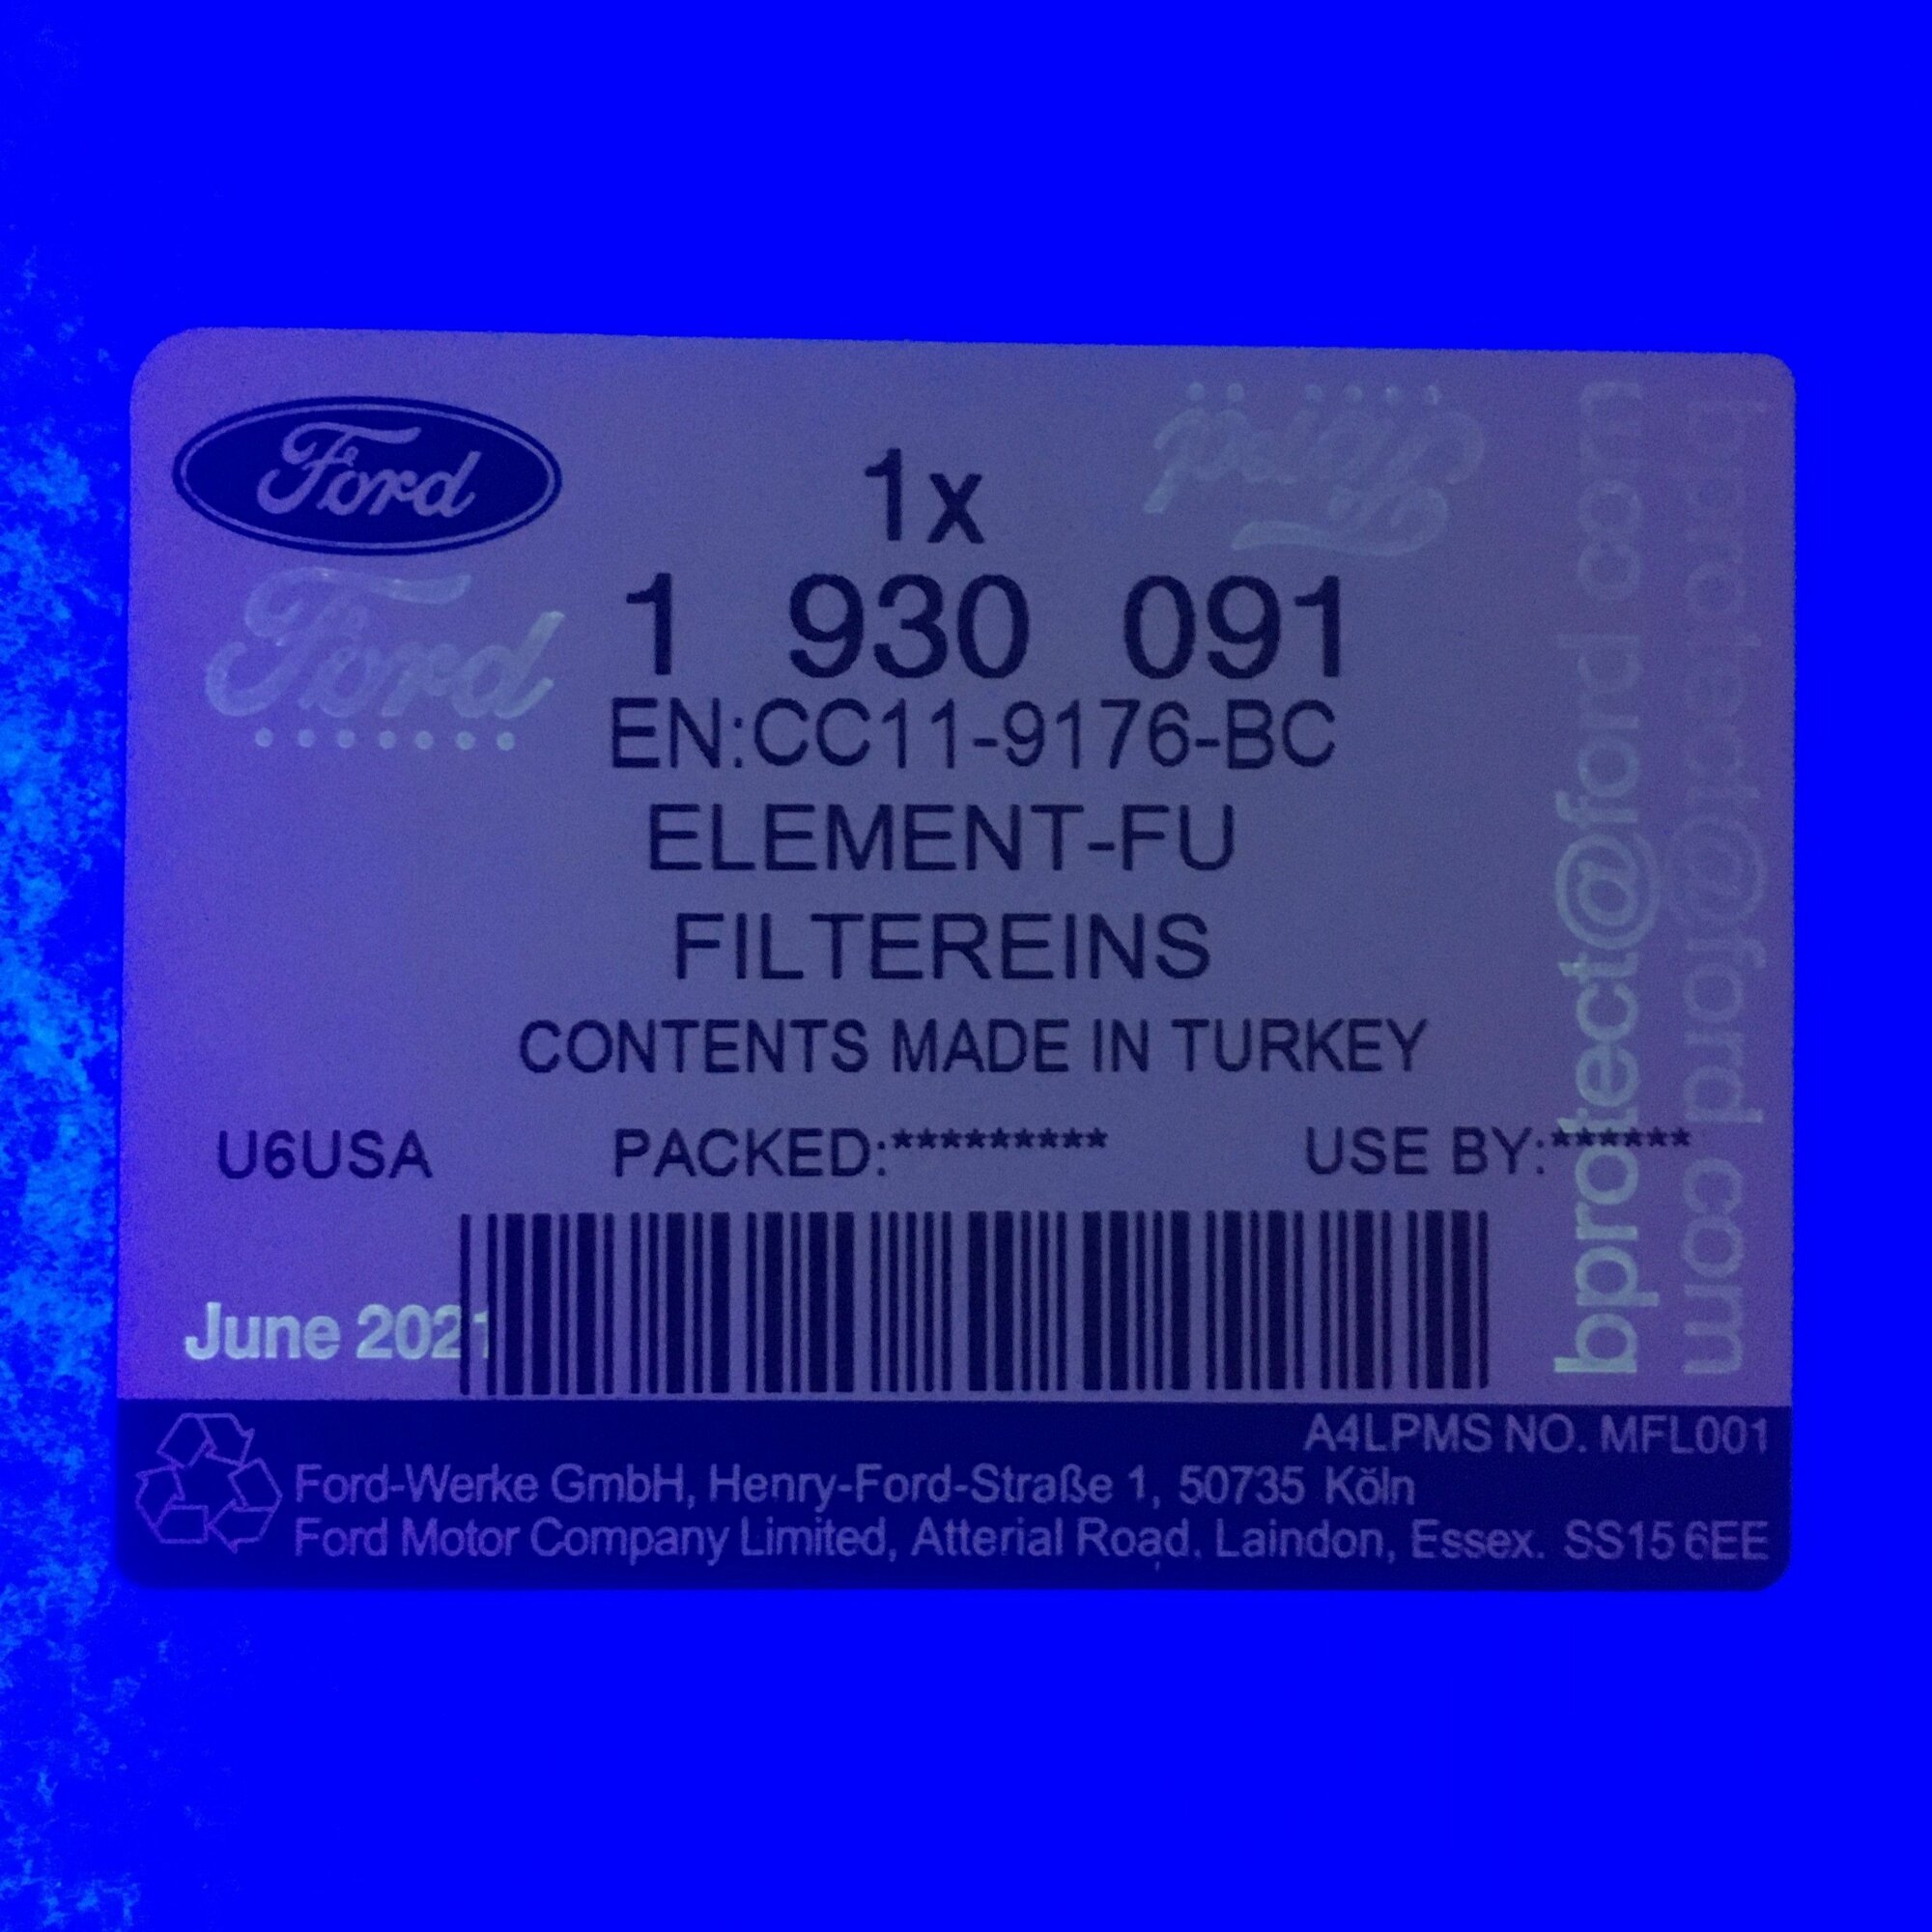 Ford
1x
Ford
Ford
1 930 091
EN:CC11-9176-BC
ELEMENT-FU
FILTEREINS
CONTENTS MADE IN TURKEY
U6USA PACKED:********* USE BY:******
June 2021
bprotect@ford com
bprotect@ford com
A4LPMS NO. MFL001
Ford-Werke GmbH, Henry-Ford-Straße 1, 50735 Köln
Ford Motor Company Limited, Atterial Road. Laindon, Essex. SS15 6EE